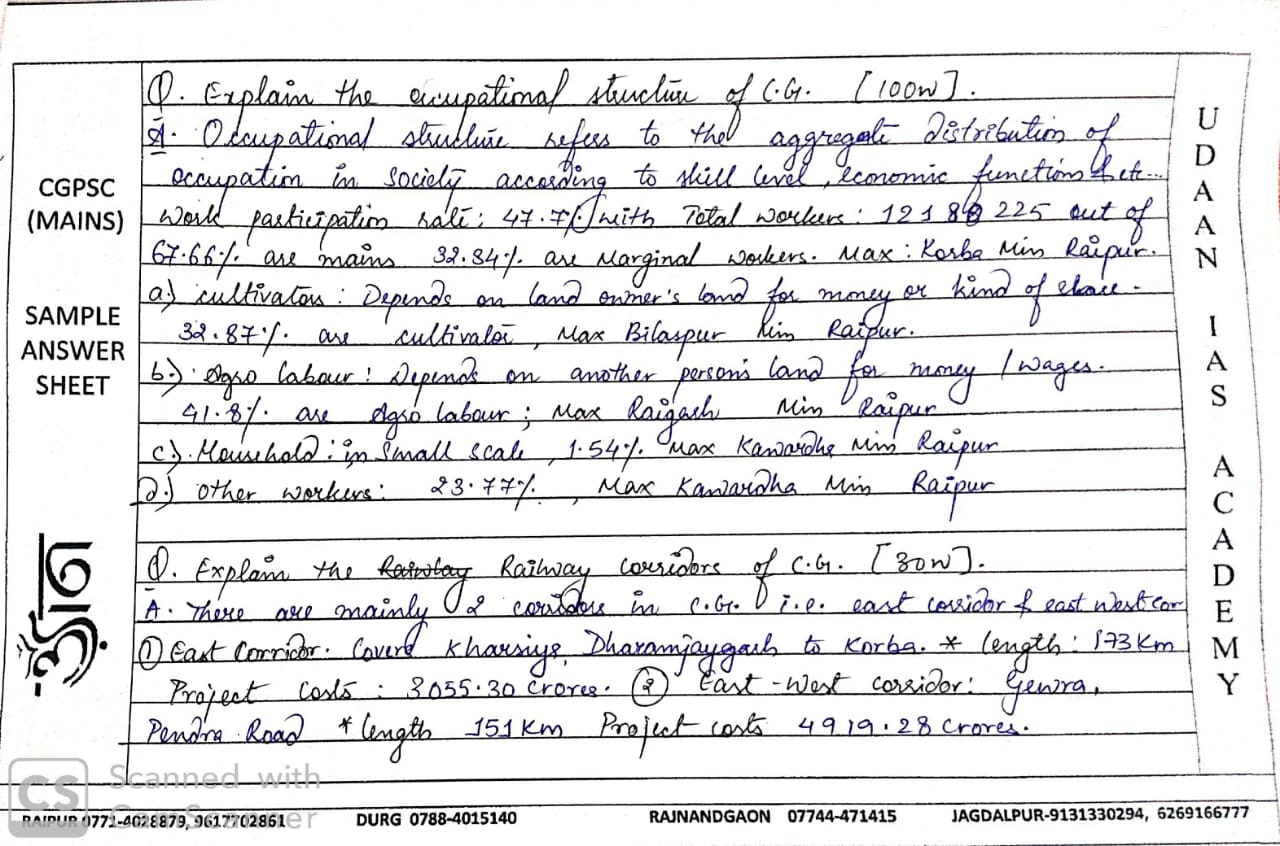 CGPSC
(MAINS)
SAMPLE
ANSWER
SHEET
उड़ान
Q. Explain the occupational structure of C.G. [100w].
A. Occupational structure refers to the aggregate distribution of
occupation in society according to skill level, economic functions & etc...
Work participation rate: 47.7% with Total workers: 121 225 out of
67.66% are mains 32.34% are Marginal workers. Max: Korba Min Raipur.
a.) cultivators: Depends on land owner's land for money or kind of share.
32.87% are cultivator, Max Bilaspur Min Raipur.
b.) Agro labour: Depends on another person's land for money / wages.
41.8% are Agro labour; Max Raigarh Min Raipur
c.) Household: in Small scale, 1.54% Max Kawardha Min Raipur
d.) other workers: 23.77%, Max Kawardha Min Raipur
Q. Explain the Railway Railway corridors of C.G. [30w].
A. There are mainly 2 corridors in C.G. i.e. east corridor & east west cor
① East Corridor. Covers Kharsiya, Dharamjaygarh to Korba. * length: 173 Km
Project Costs: 3055.30 Crores. ② East-West corridor: Gewra,
Pendra Road * length 151 Km Project costs 4919.28 Crores.
UDAAN IAS ACADEMY
CS Scanned with
CamScanner
RAIPUR 0771-4028879, 9617702861 DURG 0788-4015140 RAJNANDGAON 07744-471415 JAGDALPUR-9131330294, 6269166777